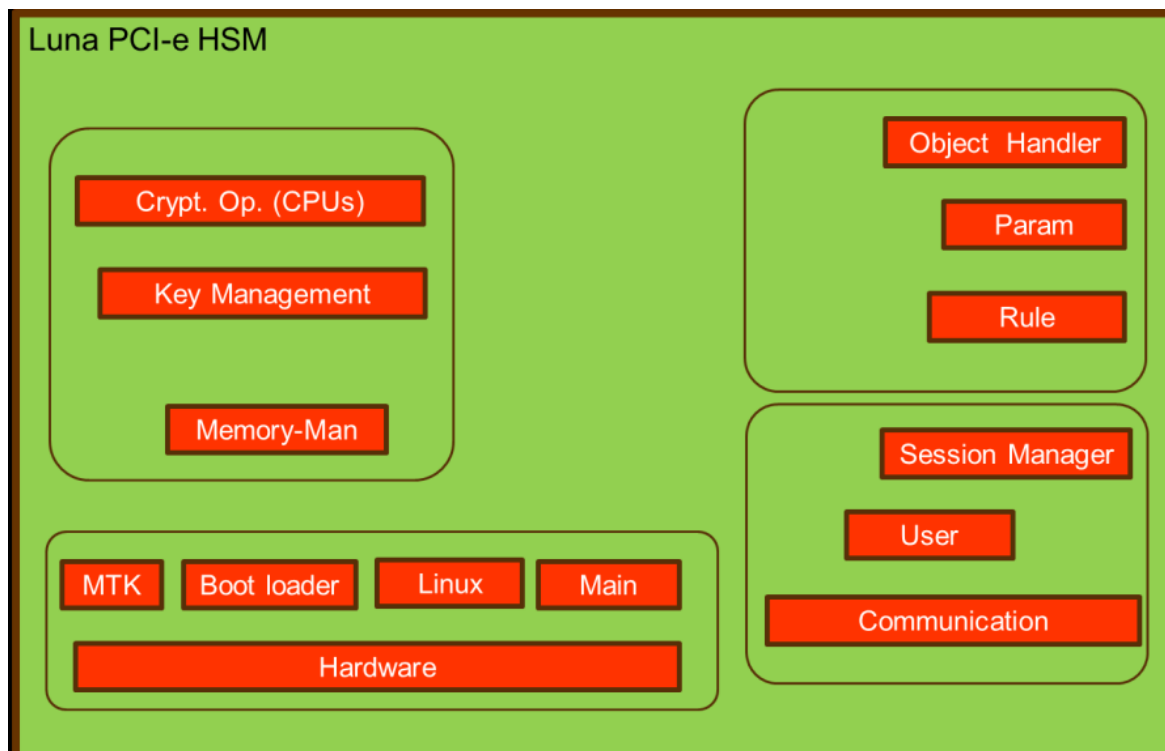 Luna PCI-e HSM
Crypt. Op. (CPUs)
Key Management
Memory-Man
Object Handler
Param
Rule
Session Manager
User
Communication
MTK
Boot loader
Linux
Main
Hardware